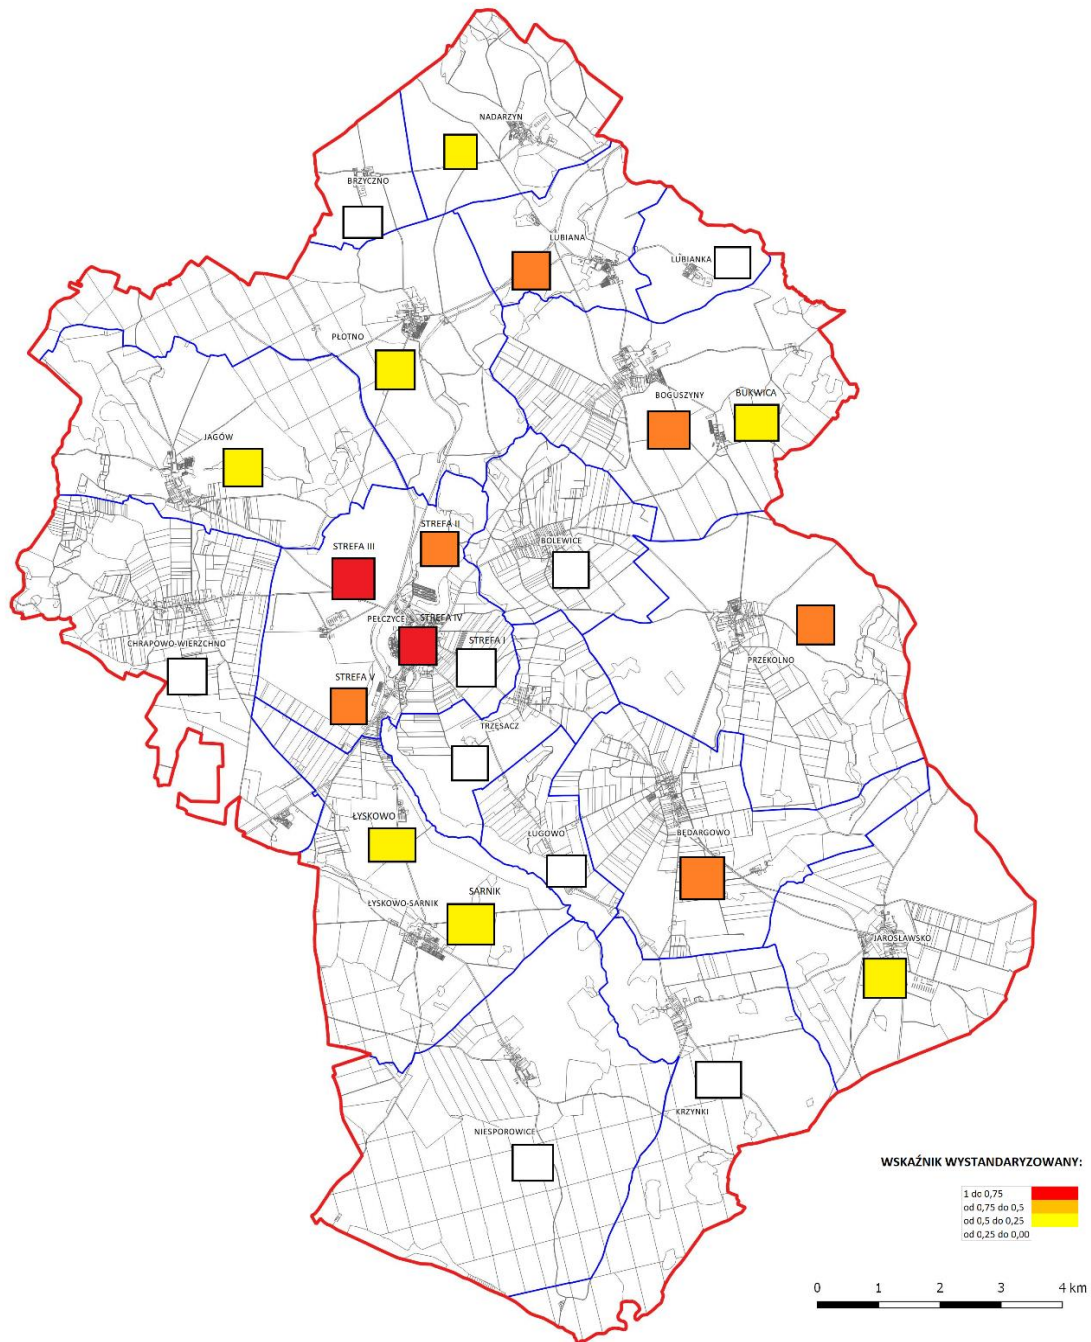 NADARZYN
BRZYCZNO
LUBIANA
LUBIANKA
PŁOTNO
BOGUSZYNY
BUKWICA
JAGÓW
STREFA II
STREFA III
BOLEWICE
PEŁCZYCE
STREFA IV
STREFA I
CHRAPOWO-WIERZCHNO
PRZEKOLNO
STREFA V
TRZĘSACZ
ŁYSKOWO
ŁUGOWO
BĘDARGOWO
SARNIK
ŁYSKOWO-SARNIK
JAROSŁAWSKO
KRZYNKI
NIESPOROWICE
WSKAŹNIK WYSTANDARYZOWANY:
1 do 0,75
od 0,75 do 0,5
od 0,5 do 0,25
od 0,25 do 0,00
0 1 2 3 4 km